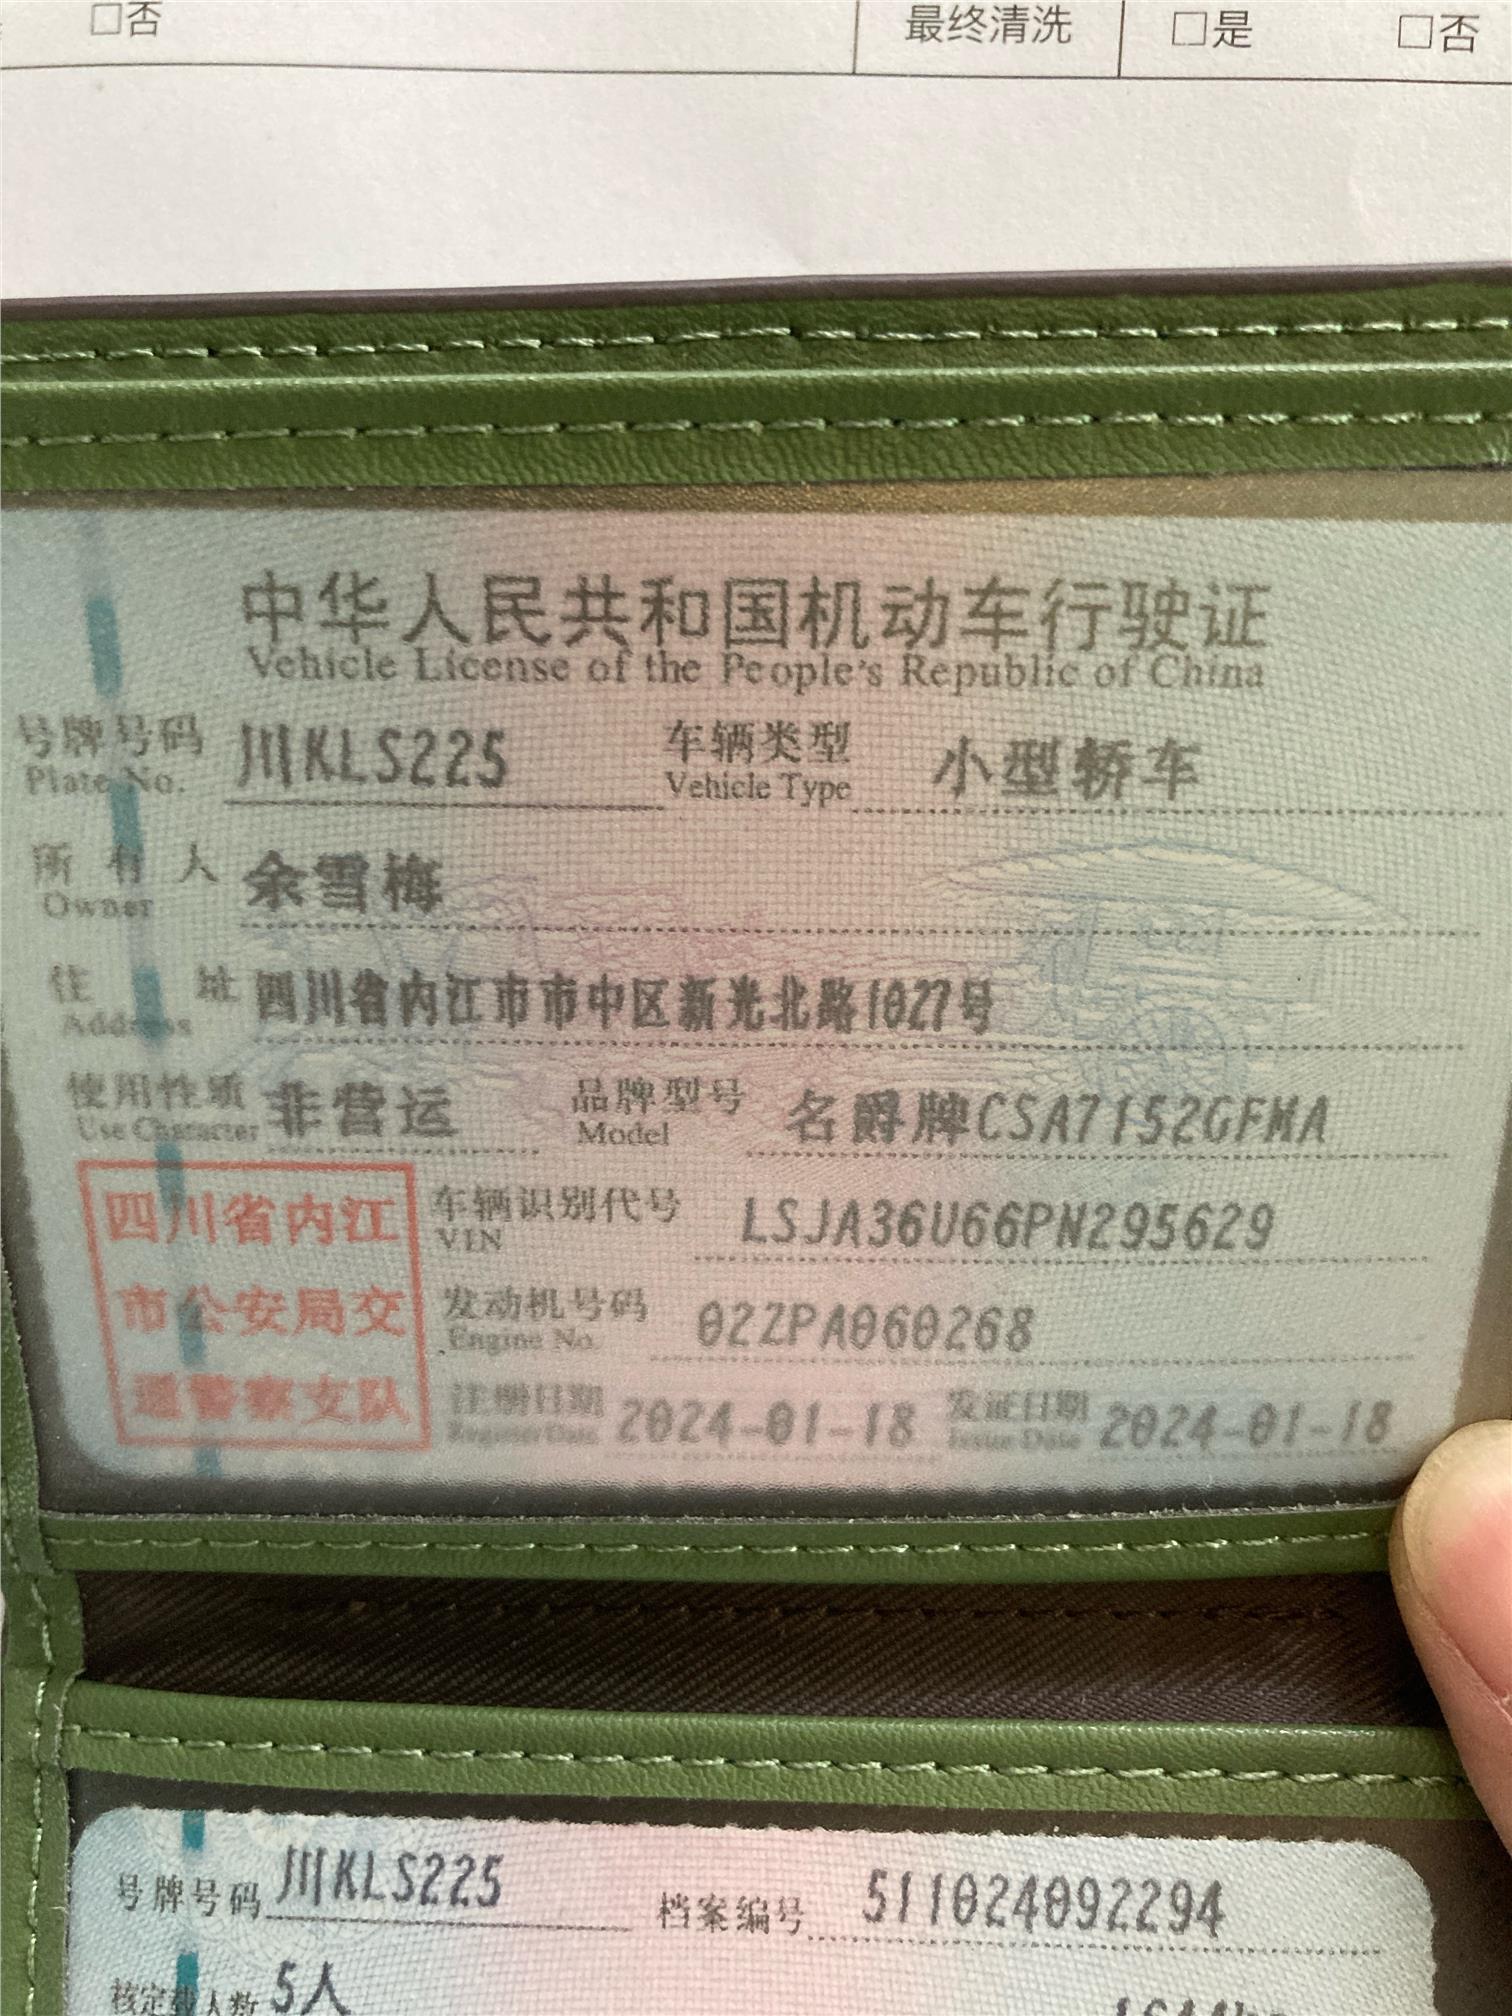 □否 最终清洗 □是 □否
中华人民共和国机动车行驶证
Vehicle License of the People's Republic of China
号牌号码 川KLS225 车辆类型 小型轿车
Plate No. Vehicle Type
所有人 余雪梅
Owner
住址 四川省内江市市中区新光北路1027号
Address
使用性质 非营运 品牌型号 名爵牌CSA7152GFMA
Use Character Model
四川省内江
市公安局交
通警察支队
车辆识别代号 LSJA36U66PN295629
VIN
发动机号码 02ZPA060268
Engine No.
注册日期 2024-01-18 发证日期 2024-01-18
Register Date Issue Date
号牌号码 川KLS225 档案编号 511024092294
核定载人数 5人